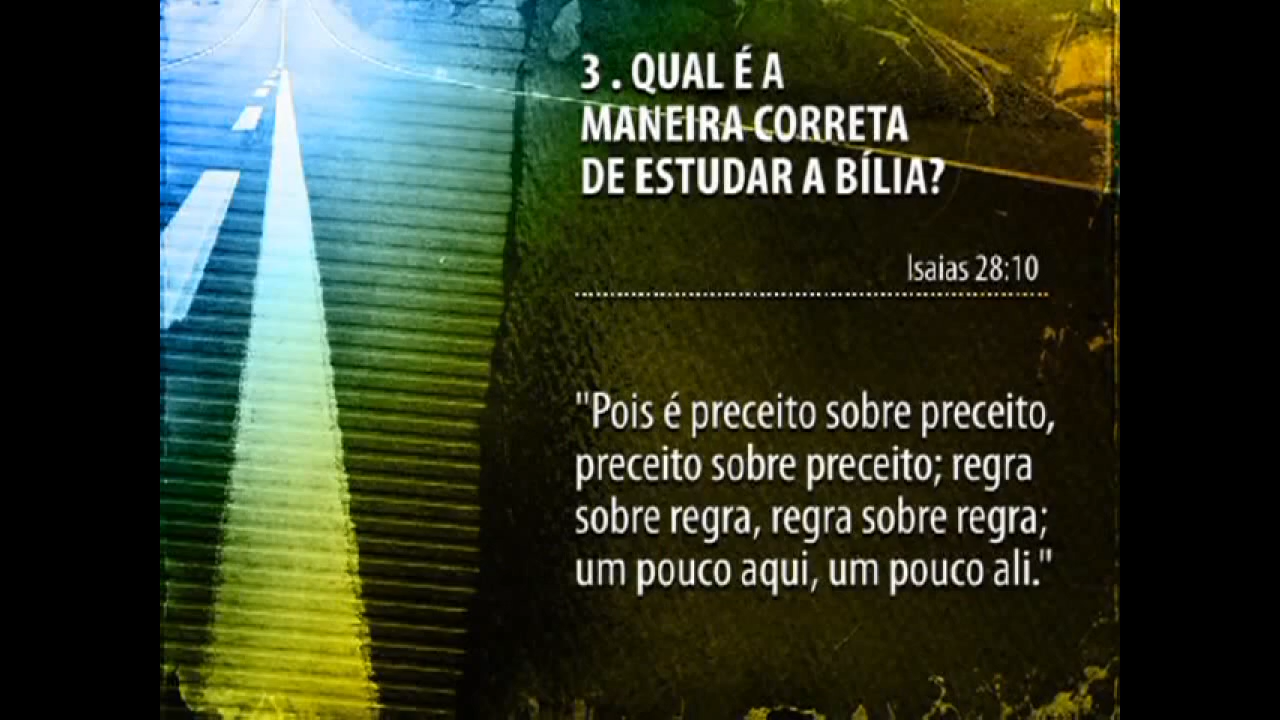 3 . QUAL É A
MANEIRA CORRETA
DE ESTUDAR A BÍLIA?
Isaias 28:10
"Pois é preceito sobre preceito,
preceito sobre preceito; regra
sobre regra, regra sobre regra;
um pouco aqui, um pouco ali."